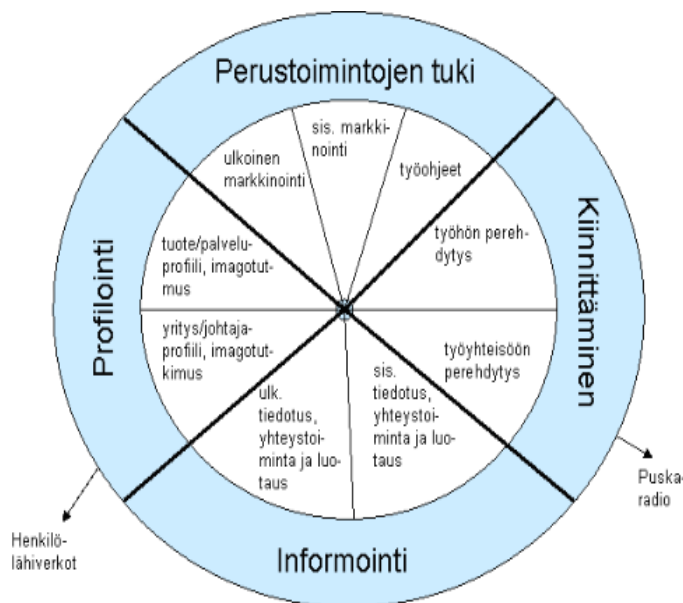 Perustoimintojen tuki
sis. markki-
nointi
ulkoinen
markkinointi
työohjeet
työhön pereh-
dytys
Kiinnittäminen
tuote/palvelu-
profiili, imagotut-
mus
Profilointi
yritys/johtaja-
profiili, imagotut-
kimus
työyhteisöön
perehdytys
ulk.
tiedotus,
yhteystoi-
minta ja luo-
taus
sis.
tiedotus,
yhteystoi-
minta ja luo-
taus
Puska-
radio
Henkilö-
lähiverkot
Informointi